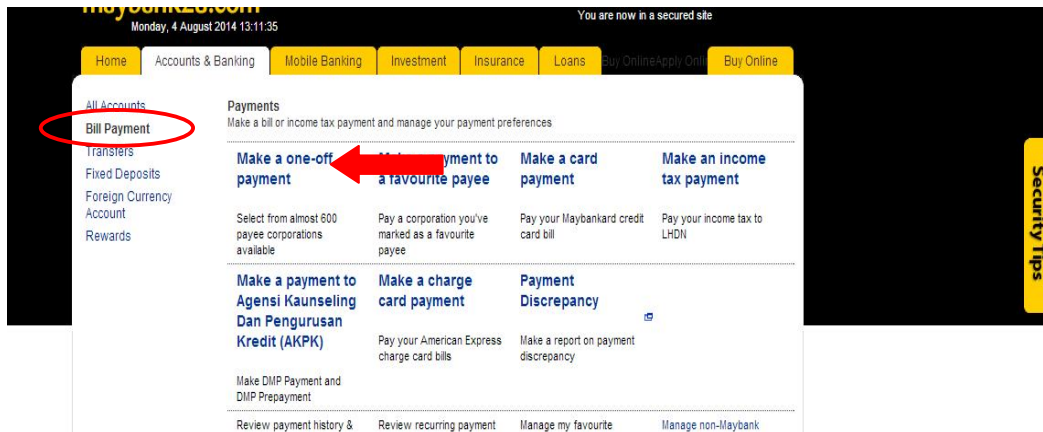 Monday, 4 August 2014 13:11:35
You are now in a secured site
Home
Accounts & Banking
Mobile Banking
Investment
Insurance
Loans
Buy Online
Buy Online
All Accounts
Bill Payment
Transfers
Fixed Deposits
Foreign Currency
Account
Rewards
Payments
Make a bill or income tax payment and manage your payment preferences
Make a one-off
payment
Select from almost 600
payee corporations
available
payment to
a favourite payee
Pay a corporation you've
marked as a favourite
payee
Make a card
payment
Pay your Maybankard credit
card bill
Make an income
tax payment
Pay your income tax to
LHDN
Make a payment to
Agensi Kaunseling
Dan Pengurusan
Kredit (AKPK)
Make DMP Payment and
DMP Prepayment
Make a charge
card payment
Pay your American Express
charge card bills
Payment
Discrepancy
Make a report on payment
discrepancy
Review payment history &
Review recurring payment
Manage my favourite
Manage non-Maybank
Security Tips